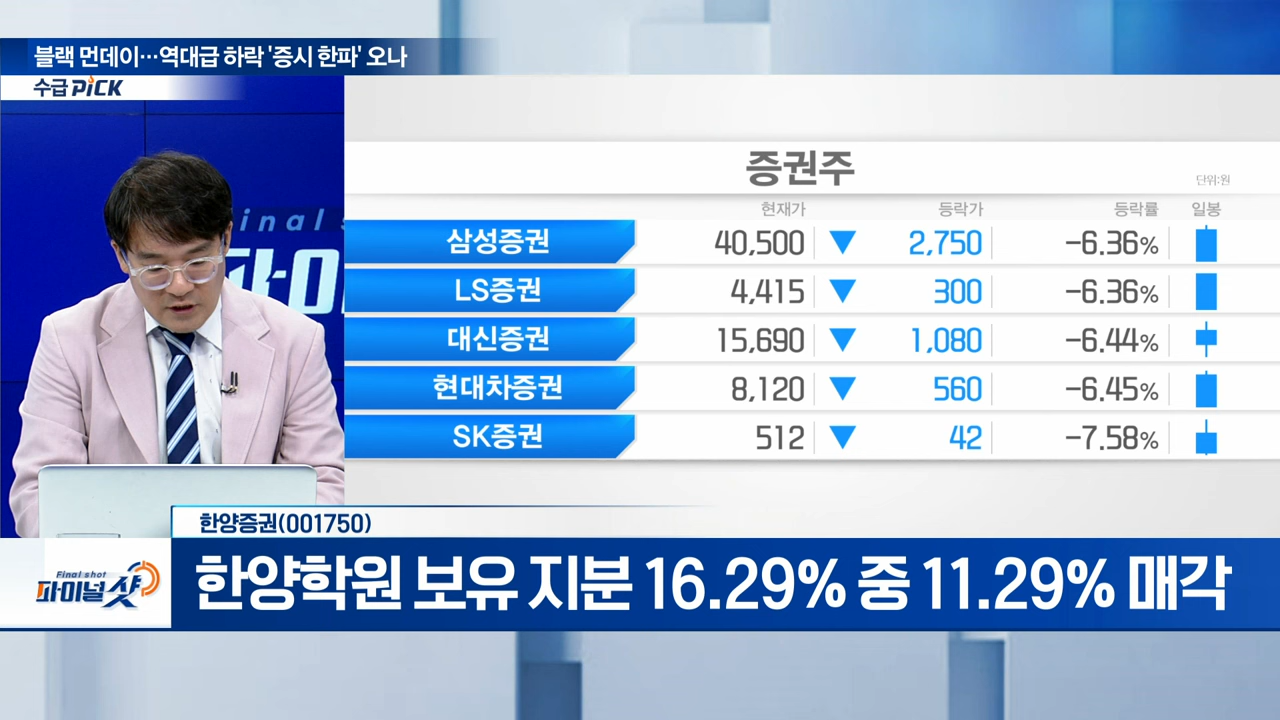 블랙 먼데이…역대급 하락 '증시 한파' 오나
수급 PiCK
Final s
파이
증권주
단위:원
현재가 등락가 등락률 일봉
삼성증권 40,500 ▼ 2,750 -6.36%
LS증권 4,415 ▼ 300 -6.36%
대신증권 15,690 ▼ 1,080 -6.44%
현대차증권 8,120 ▼ 560 -6.45%
SK증권 512 ▼ 42 -7.58%
한양증권(001750)
Final shot
파이널샷
한양학원 보유 지분 16.29% 중 11.29% 매각